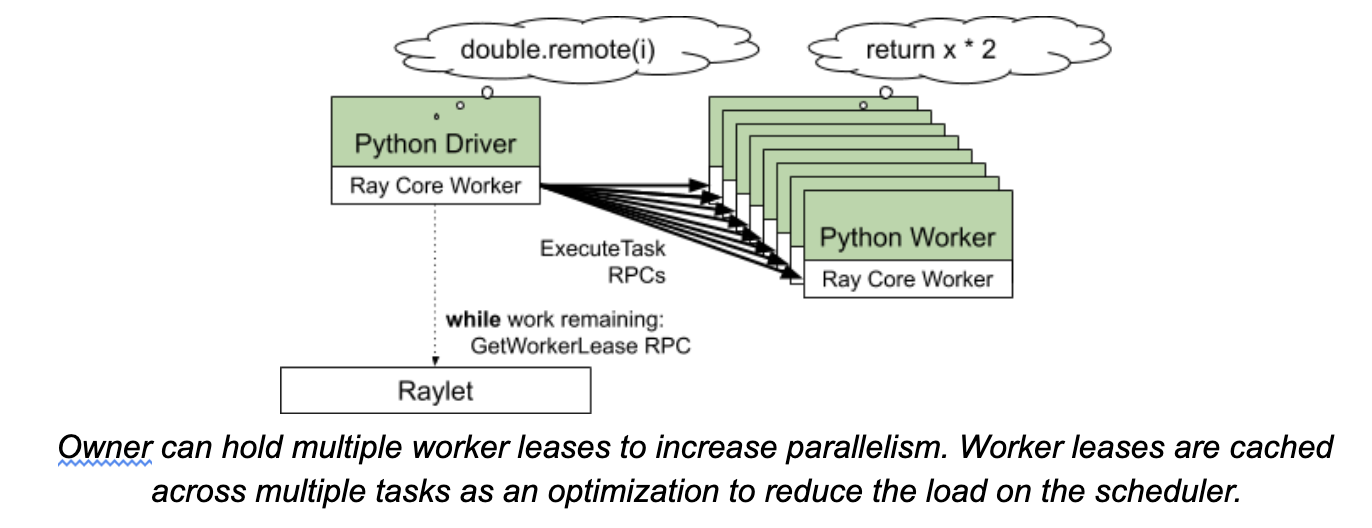 double.remote(i)
return x * 2
Python Driver
Ray Core Worker
ExecuteTask
RPCs
Python Worker
Ray Core Worker
while work remaining:
GetWorkerLease RPC
Raylet
Owner can hold multiple worker leases to increase parallelism. Worker leases are cached
across multiple tasks as an optimization to reduce the load on the scheduler.